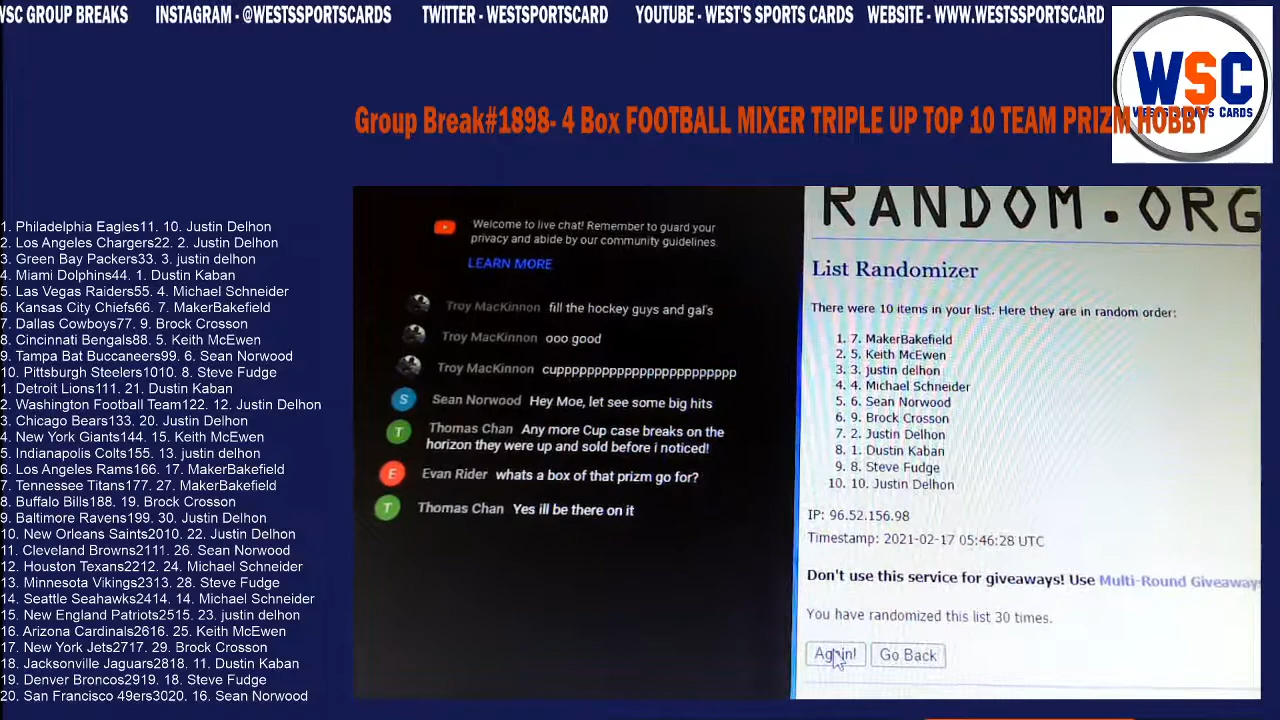 WSC GROUP BREAKS INSTAGRAM - @WESTSSPORTSCARDS TWITTER - WESTSPORTSCARD YOUTUBE - WEST'S SPORTS CARDS WEBSITE - WWW.WESTSSPORTSCARD
WSC
Group Break#1898- 4 Box FOOTBALL MIXER TRIPLE UP TOP 10 TEAM PRIZM HOBBY
1. Philadelphia Eagles11. 10. Justin Delhon
2. Los Angeles Chargers22. 2. Justin Delhon
3. Green Bay Packers33. 3. justin delhon
4. Miami Dolphins44. 1. Dustin Kaban
5. Las Vegas Raiders55. 4. Michael Schneider
6. Kansas City Chiefs66. 7. MakerBakefield
7. Dallas Cowboys77. 9. Brock Crosson
8. Cincinnati Bengals88. 5. Keith McEwen
9. Tampa Bat Buccaneers99. 6. Sean Norwood
10. Pittsburgh Steelers1010. 8. Steve Fudge
1. Detroit Lions111. 21. Dustin Kaban
2. Washington Football Team122. 12. Justin Delhon
3. Chicago Bears133. 20. Justin Delhon
4. New York Giants144. 15. Keith McEwen
5. Indianapolis Colts155. 13. justin delhon
6. Los Angeles Rams166. 17. MakerBakefield
7. Tennessee Titans177. 27. MakerBakefield
8. Buffalo Bills188. 19. Brock Crosson
9. Baltimore Ravens199. 30. Justin Delhon
10. New Orleans Saints2010. 22. Justin Delhon
11. Cleveland Browns2111. 26. Sean Norwood
12. Houston Texans2212. 24. Michael Schneider
13. Minnesota Vikings2313. 28. Steve Fudge
14. Seattle Seahawks2414. 14. Michael Schneider
15. New England Patriots2515. 23. justin delhon
16. Arizona Cardinals2616. 25. Keith McEwen
17. New York Jets2717. 29. Brock Crosson
18. Jacksonville Jaguars2818. 11. Dustin Kaban
19. Denver Broncos2919. 18. Steve Fudge
20. San Francisco 49ers3020. 16. Sean Norwood
Welcome to live chat! Remember to guard your
privacy and abide by our community guidelines.
LEARN MORE
Troy MacKinnon fill the hockey guys and gal's
Troy MacKinnon ooo good
Troy MacKinnon cupppppppppppppppppppppppp
S Sean Norwood Hey Moe, let see some big hits
T Thomas Chan Any more Cup case breaks on the
horizon they were up and sold before i noticed!
E Evan Rider whats a box of that prizm go for?
T Thomas Chan Yes ill be there on it
RANDOM.ORG
List Randomizer
There were 10 items in your list. Here they are in random order:
1. 7. MakerBakefield
2. 5. Keith McEwen
3. 3. justin delhon
4. 4. Michael Schneider
5. 6. Sean Norwood
6. 9. Brock Crosson
7. 2. Justin Delhon
8. 1. Dustin Kaban
9. 8. Steve Fudge
10. 10. Justin Delhon
IP: 96.52.156.98
Timestamp: 2021-02-17 05:46:28 UTC
Don't use this service for giveaways! Use Multi-Round Giveaway
You have randomized this list 30 times.
Again! Go Back